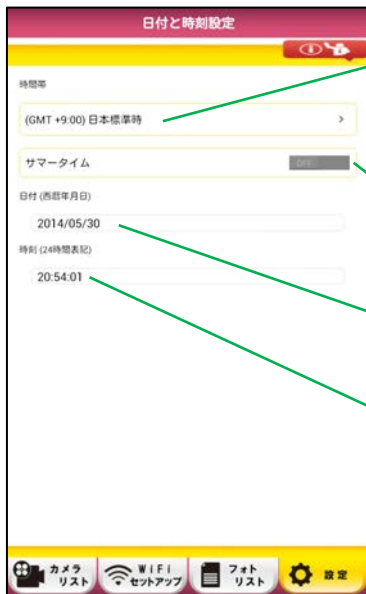 日付と時刻設定
時間帯
(GMT +9:00) 日本標準時 >
サマータイム OFF
日付 (西暦年月日)
2014/05/30
時刻 (24時間表記)
20:54:01
カメラ
リスト
WiFi
セットアップ
フォト
リスト
設定